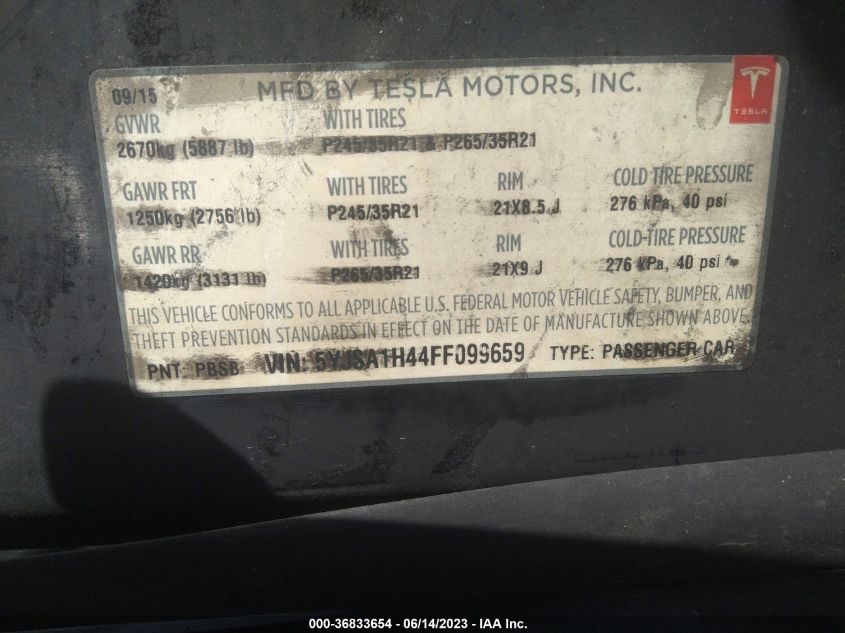 09/15 MFD BY TESLA MOTORS, INC.
TESLA
GVWR WITH TIRES
2670kg (5887 lb) P245/35R21 & P265/35R21
GAWR FRT WITH TIRES RIM COLD TIRE PRESSURE
1250kg (2756 lb) P245/35R21 21X8.5 J 276 kPa, 40 psi
GAWR RR WITH TIRES RIM COLD-TIRE PRESSURE
1420kg (3131 lb) P265/35R21 21X9 J 276 kPa, 40 psi
THIS VEHICLE CONFORMS TO ALL APPLICABLE U.S. FEDERAL MOTOR VEHICLE SAFETY, BUMPER, AND
THEFT PREVENTION STANDARDS IN EFFECT ON THE DATE OF MANUFACTURE SHOWN ABOVE.
PNT: PBSB VIN: 5YJSA1H44FF099659 TYPE: PASSENGER CAR
000-36833654 - 06/14/2023 - IAA Inc.